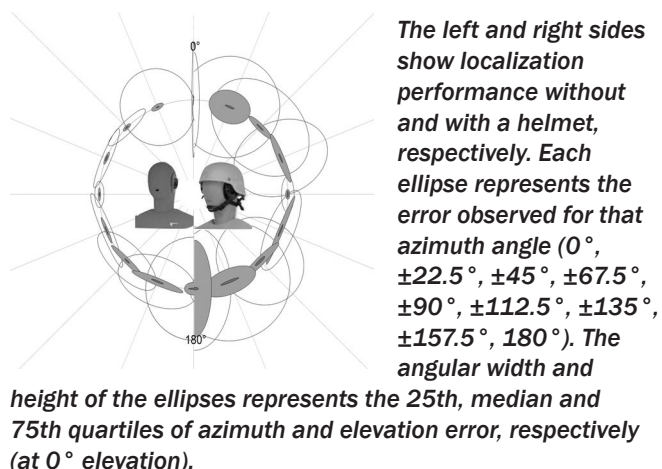 0°
180°
The left and right sides
show localization
performance without
and with a helmet,
respectively. Each
ellipse represents the
error observed for that
azimuth angle (0°,
±22.5°, ±45°, ±67.5°,
±90°, ±112.5°, ±135°,
±157.5°, 180°). The
angular width and
height of the ellipses represents the 25th, median and
75th quartiles of azimuth and elevation error, respectively
(at 0° elevation).